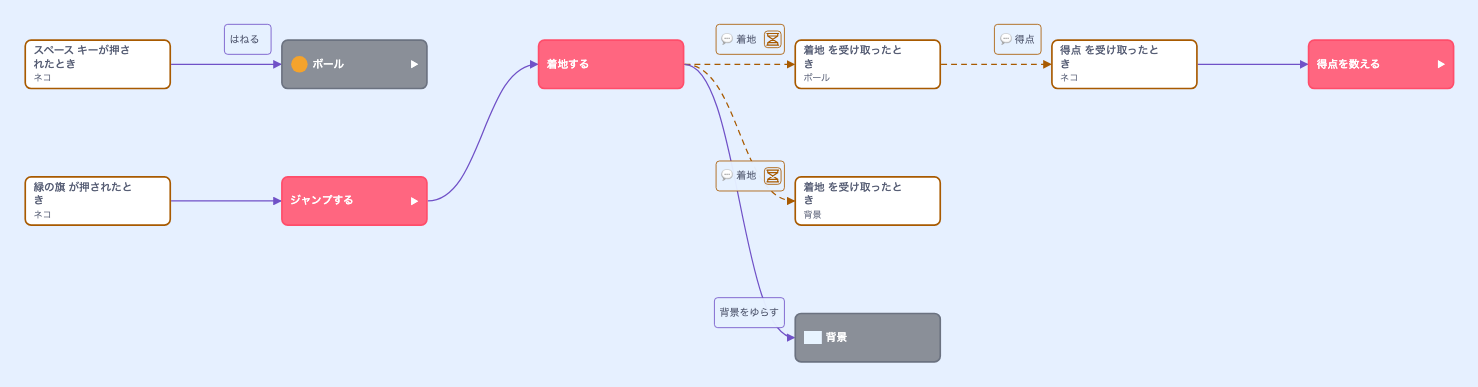 スペース キーが押さ
れたとき
ネコ
はねる
ボール
着地する
着地
着地 を受け取ったと
き
ボール
得点
得点 を受け取ったと
き
ネコ
得点を数える
緑の旗 が押されたと
き
ネコ
ジャンプする
着地
着地 を受け取ったと
き
背景
背景をゆらす
背景